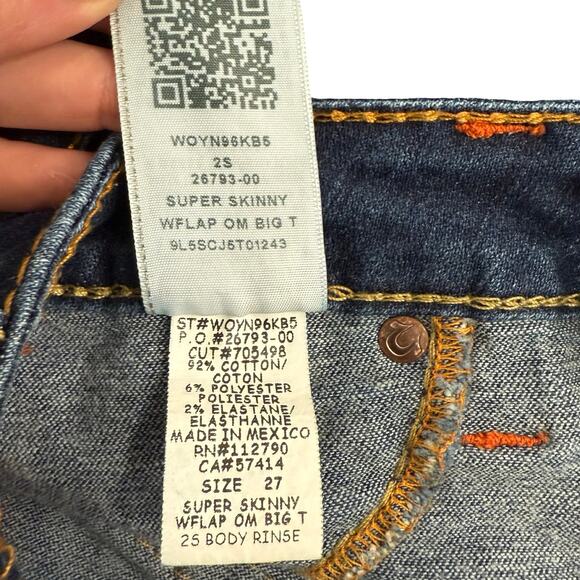 WOYN96KB5
2S
26793-00
SUPER SKINNY
WFLAP OM BIG T
9L5SCJ5T01243
ST#WOYN96KB5
P.O.#26793-00
CUT#705498
92% COTTON/
COTON
6% POLYESTER
POLIESTER
2% ELASTANE/
ELASTHANNE
MADE IN MEXICO
RN#112790
CA#57414
SIZE 27
SUPER SKINNY
WFLAP OM BIG T
2S BODY RINSE